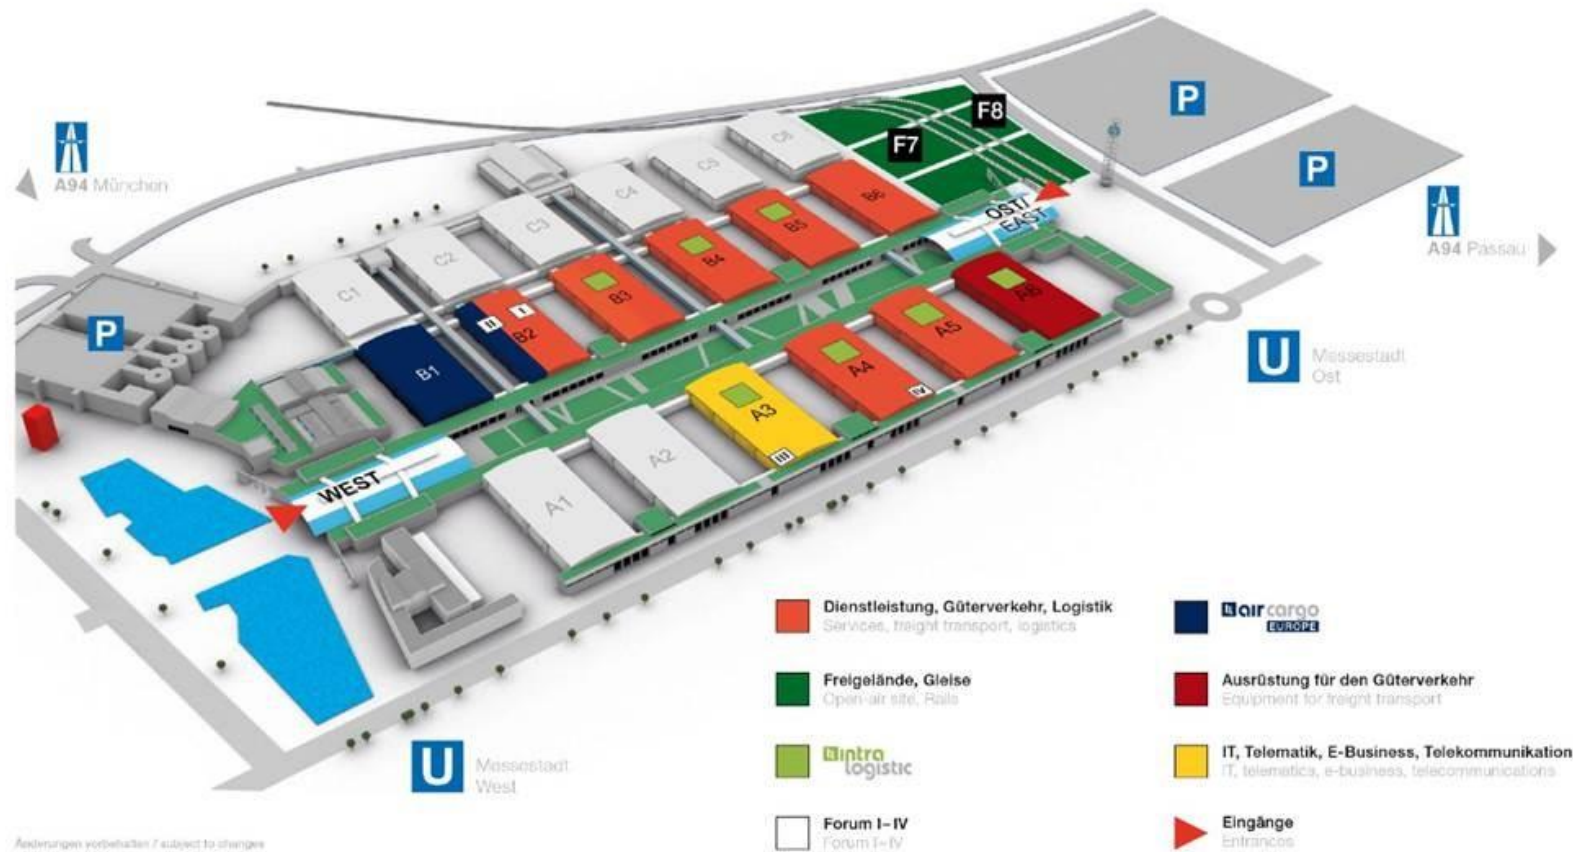 A94 München
F8
F7
P
P
A94 Passau
C6
C5
C4
C3
C2
C1
B6
B5
B4
B3
I
II
B2
B1
OST/
EAST
A6
A5
A4
IV
A3
III
A2
A1
P
WEST
U
Messestadt
Ost
U
Messestadt
West
Dienstleistung, Güterverkehr, Logistik
Services, freight transport, logistics
Freigelände, Gleise
Open-air site, Rails
intra
logistic
Forum I–IV
Forum I–IV
air cargo
EUROPE
Ausrüstung für den Güterverkehr
Equipment for freight transport
IT, Telematik, E-Business, Telekommunikation
IT, telematics, e-business, telecommunications
Eingänge
Entrances
Änderungen vorbehalten / subject to changes